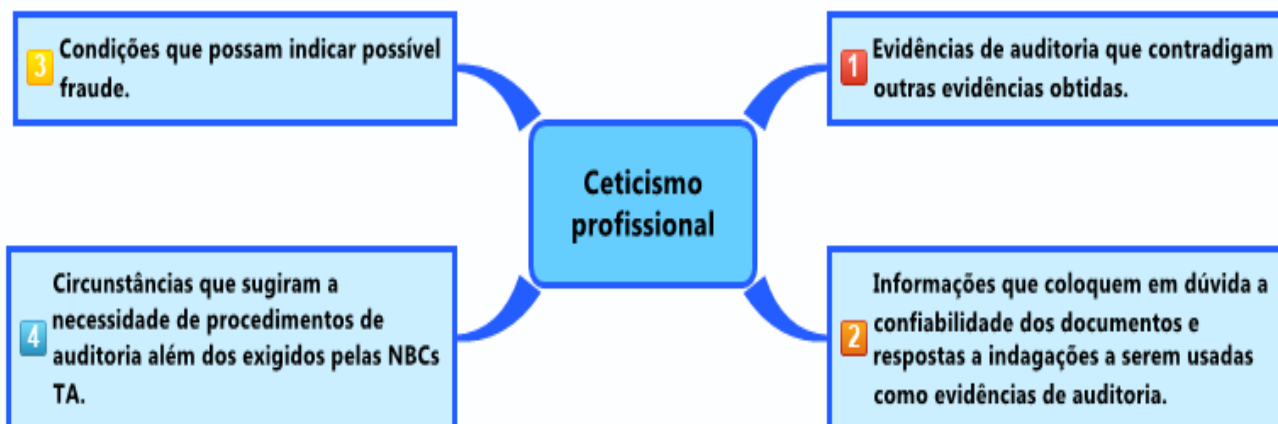 Ceticismo
profissional
1
Evidências de auditoria que contradigam
outras evidências obtidas.
2
Informações que coloquem em dúvida a
confiabilidade dos documentos e
respostas a indagações a serem usadas
como evidências de auditoria.
3
Condições que possam indicar possível
fraude.
4
Circunstâncias que sugiram a
necessidade de procedimentos de
auditoria além dos exigidos pelas NBCs
TA.